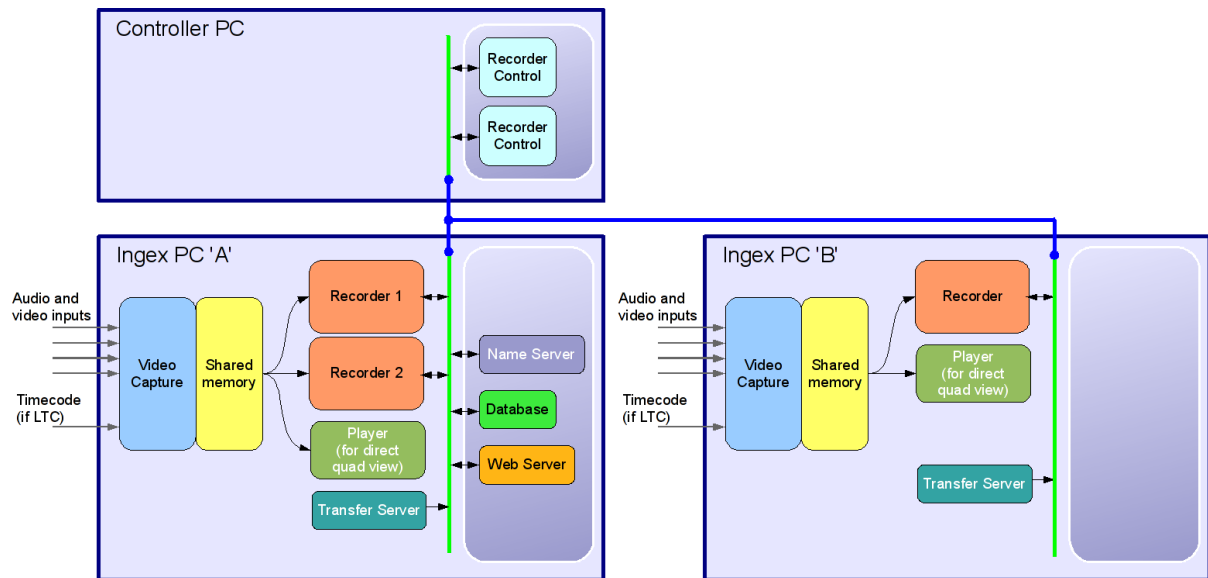 Controller PC
Recorder
Control
Recorder
Control
Ingex PC 'A'
Audio and
video inputs
Timecode
(if LTC)
Video
Capture
Shared
memory
Recorder 1
Recorder 2
Player
(for direct
quad view)
Transfer Server
Name Server
Database
Web Server
Ingex PC 'B'
Audio and
video inputs
Timecode
(if LTC)
Video
Capture
Shared
memory
Recorder
Player
(for direct
quad view)
Transfer Server